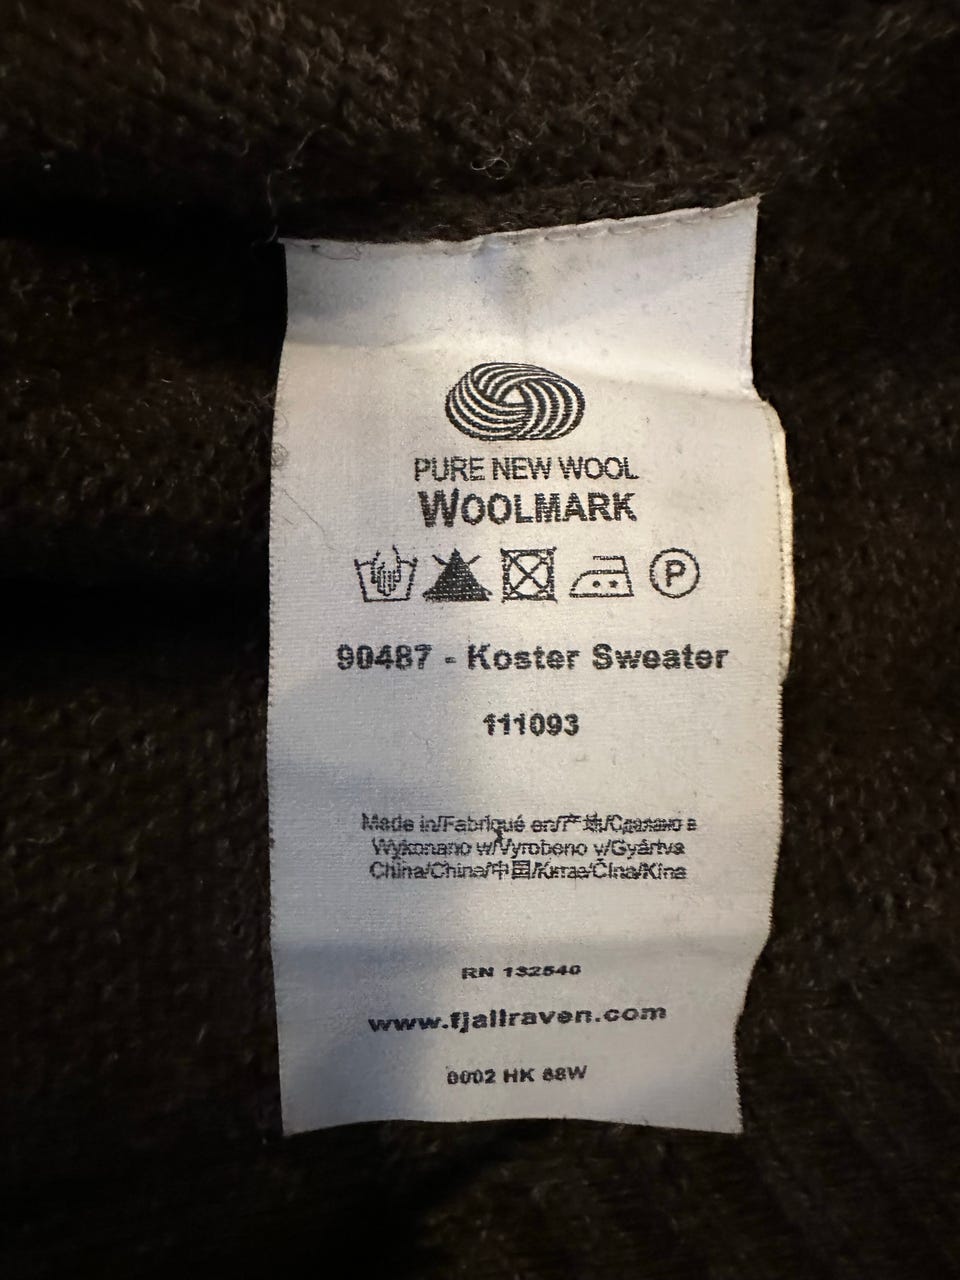 PURE NEW WOOL
WOOLMARK
P
90487 - Koster Sweater
111093
Made in/Fabriqué en/产地/Сделано в
Wykonano w/Vyrobeno v/Gyártva
China/China/中国/Китае/Čína/Kína
RN 132540
www.fjallraven.com
0002 HK